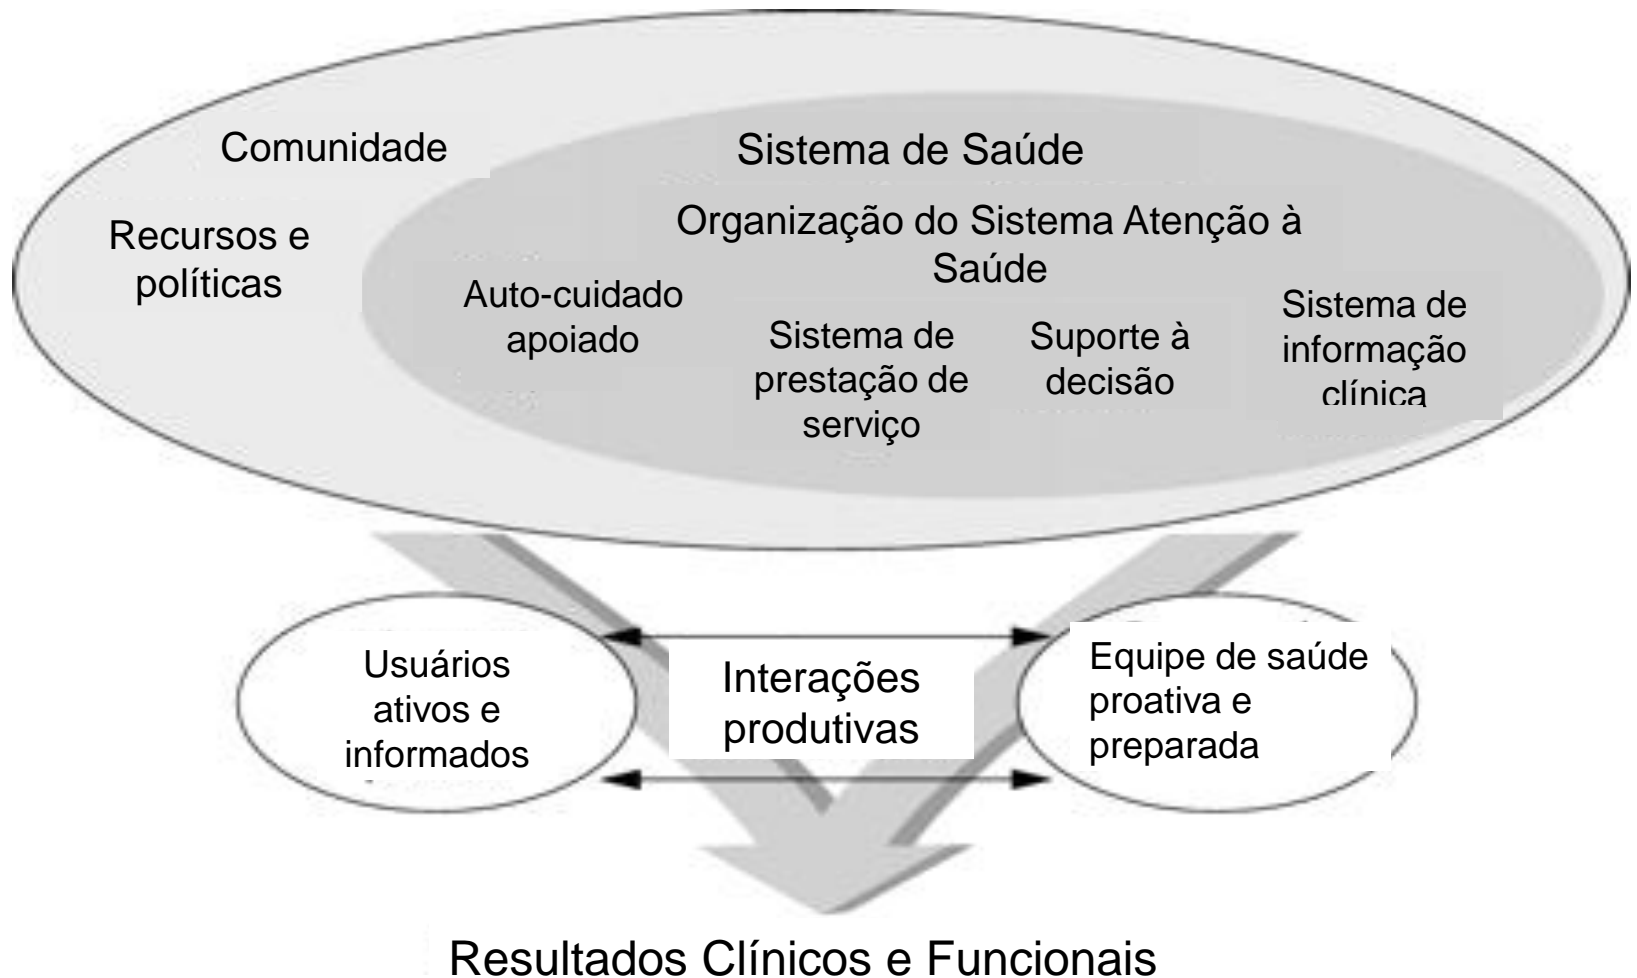 Comunidade
Sistema de Saúde
Recursos e
políticas
Organização do Sistema Atenção à
Saúde
Auto-cuidado
apoiado
Sistema de
prestação de
serviço
Suporte à
decisão
Sistema de
informação
clínica
Usuários
ativos e
informados
Interações
produtivas
Equipe de saúde
proativa e
preparada
Resultados Clínicos e Funcionais